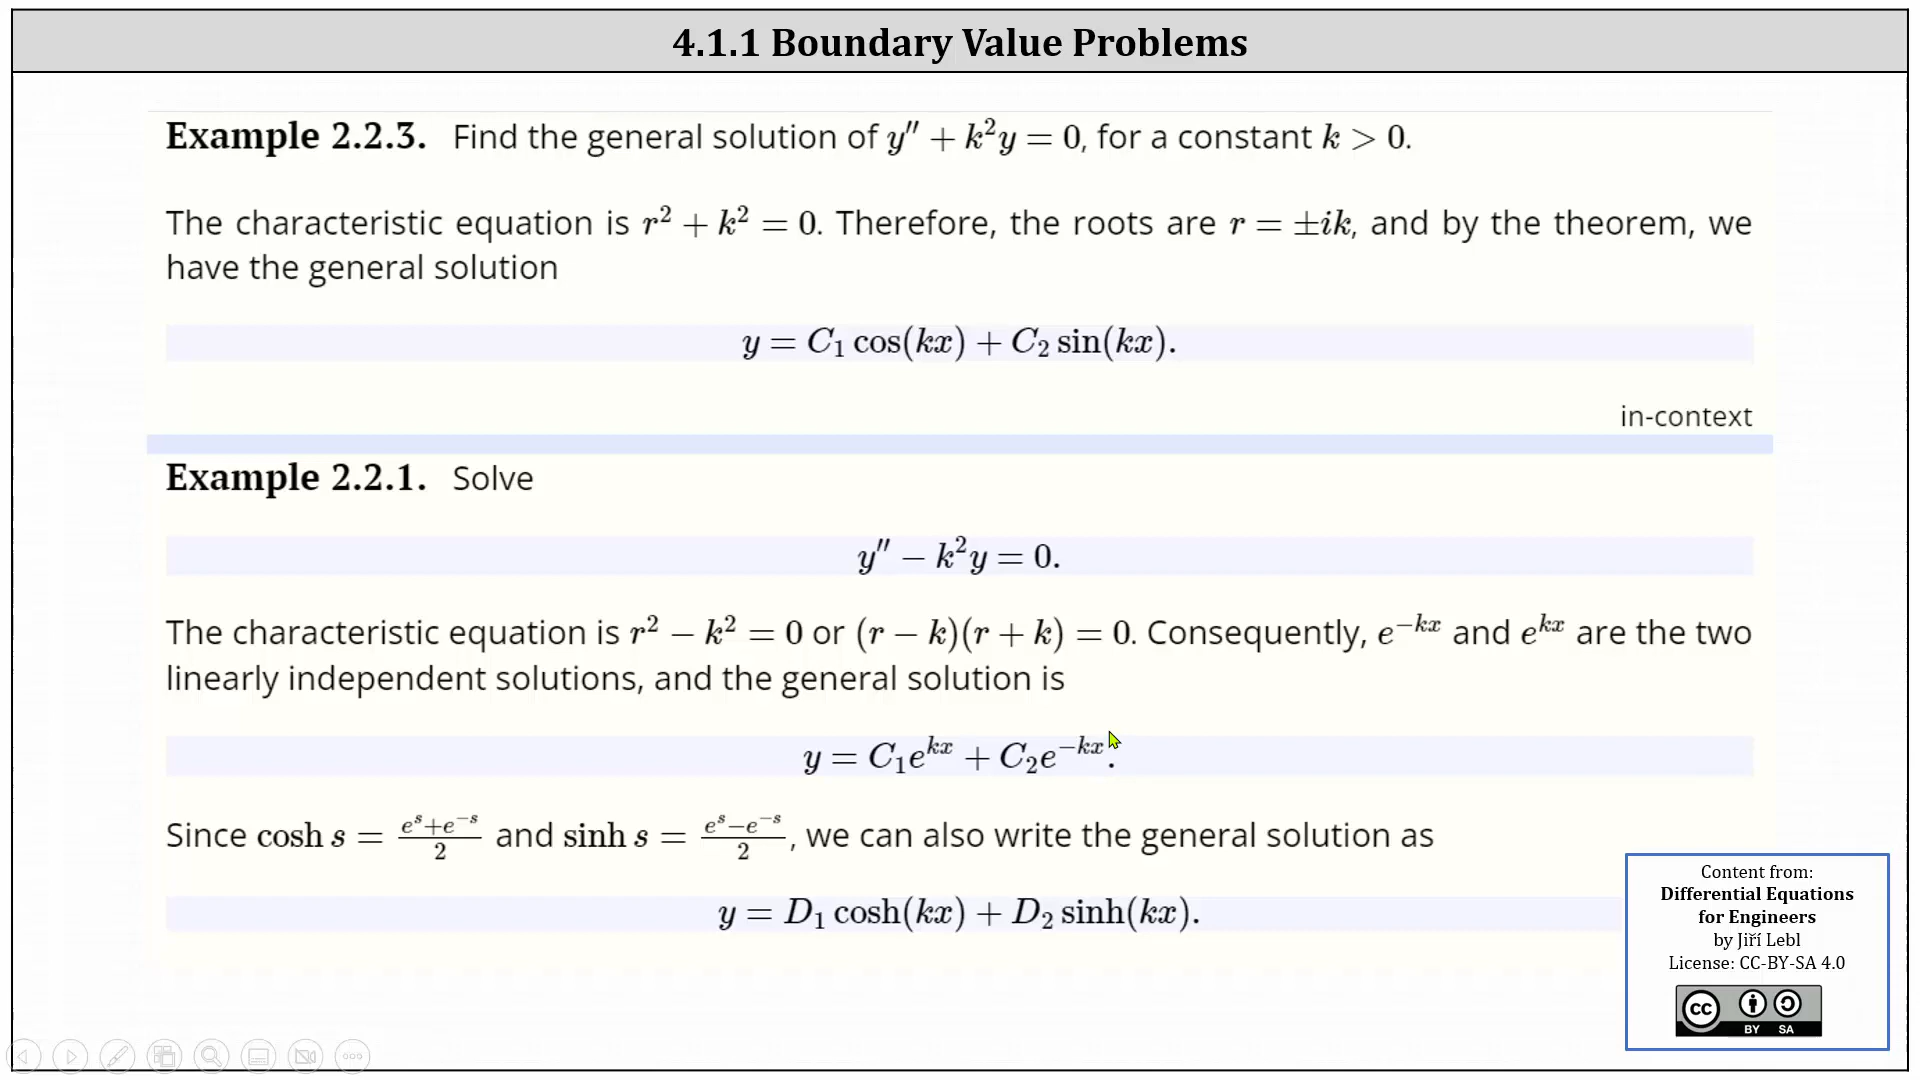 4.1.1 Boundary Value Problems
Example 2.2.3. Find the general solution of y″ + k²y = 0, for a constant k > 0.
The characteristic equation is r² + k² = 0. Therefore, the roots are r = ±ik, and by the theorem, we
have the general solution
y = C₁ cos(kx) + C₂ sin(kx).
in-context
Example 2.2.1. Solve
y″ − k²y = 0.
The characteristic equation is r² − k² = 0 or (r − k)(r + k) = 0. Consequently, e⁻ᵏˣ and eᵏˣ are the two
linearly independent solutions, and the general solution is
y = C₁eᵏˣ + C₂e⁻ᵏˣ.
Since cosh s = (eˢ+e⁻ˢ)/2 and sinh s = (eˢ−e⁻ˢ)/2, we can also write the general solution as
y = D₁ cosh(kx) + D₂ sinh(kx).
Content from:
Differential Equations
for Engineers
by Jiří Lebl
License: CC-BY-SA 4.0
cc
BY SA